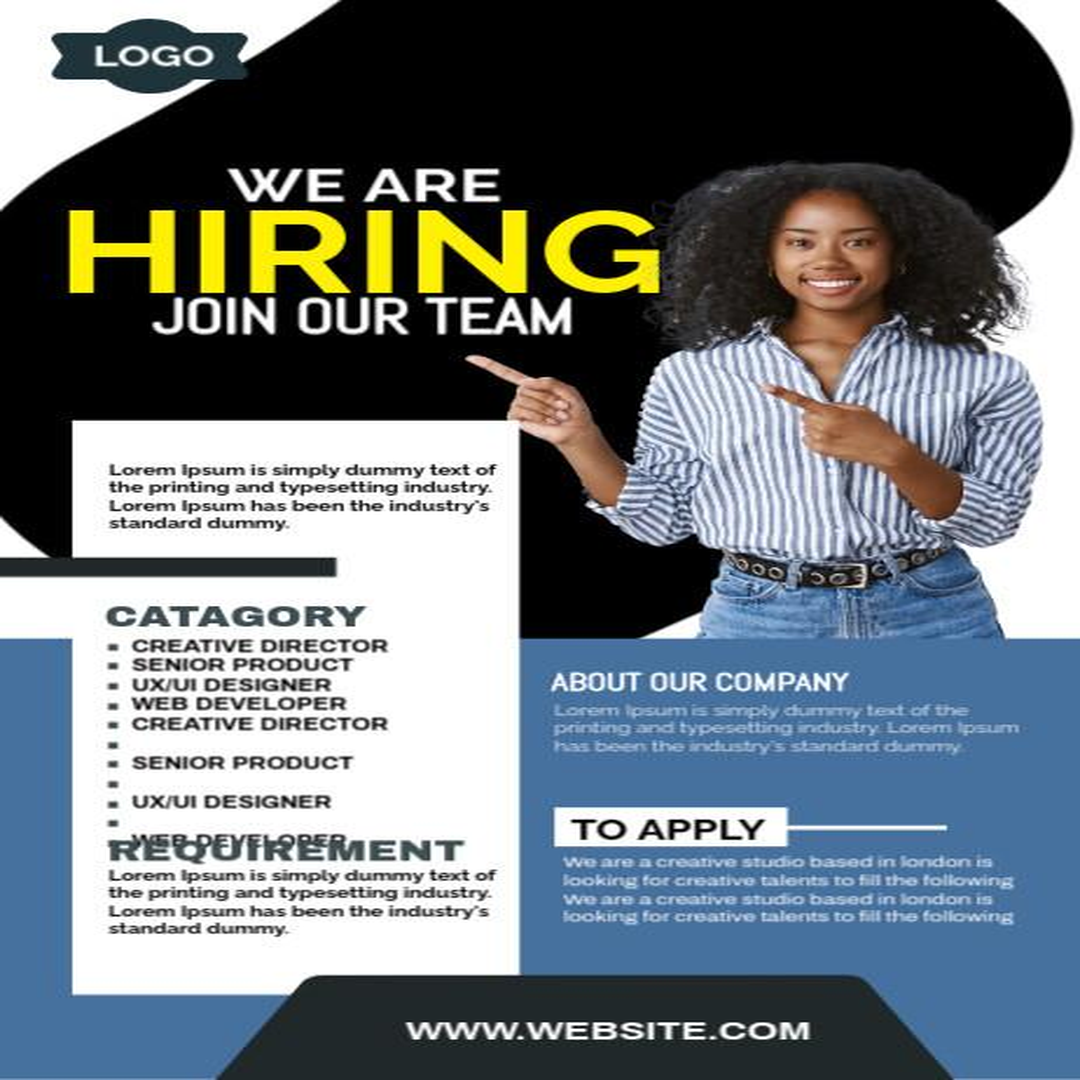 LOGO
WE ARE
HIRING
JOIN OUR TEAM
Lorem Ipsum is simply dummy text of
the printing and typesetting industry.
Lorem Ipsum has been the industry's
standard dummy.
CATAGORY
CREATIVE DIRECTOR
SENIOR PRODUCT
UX/UI DESIGNER
WEB DEVELOPER
CREATIVE DIRECTOR
SENIOR PRODUCT
UX/UI DESIGNER
WEB DEVELOPER
REQUIREMENT
Lorem Ipsum is simply dummy text of
the printing and typesetting industry.
Lorem Ipsum has been the industry's
standard dummy.
ABOUT OUR COMPANY
Lorem Ipsum is simply dummy text of the
printing and typesetting industry. Lorem Ipsum
has been the industry's standard dummy.
TO APPLY
We are a creative studio based in london is
looking for creative talents to fill the following
We are a creative studio based in london is
looking for creative talents to fill the following
WWW.WEBSITE.COM